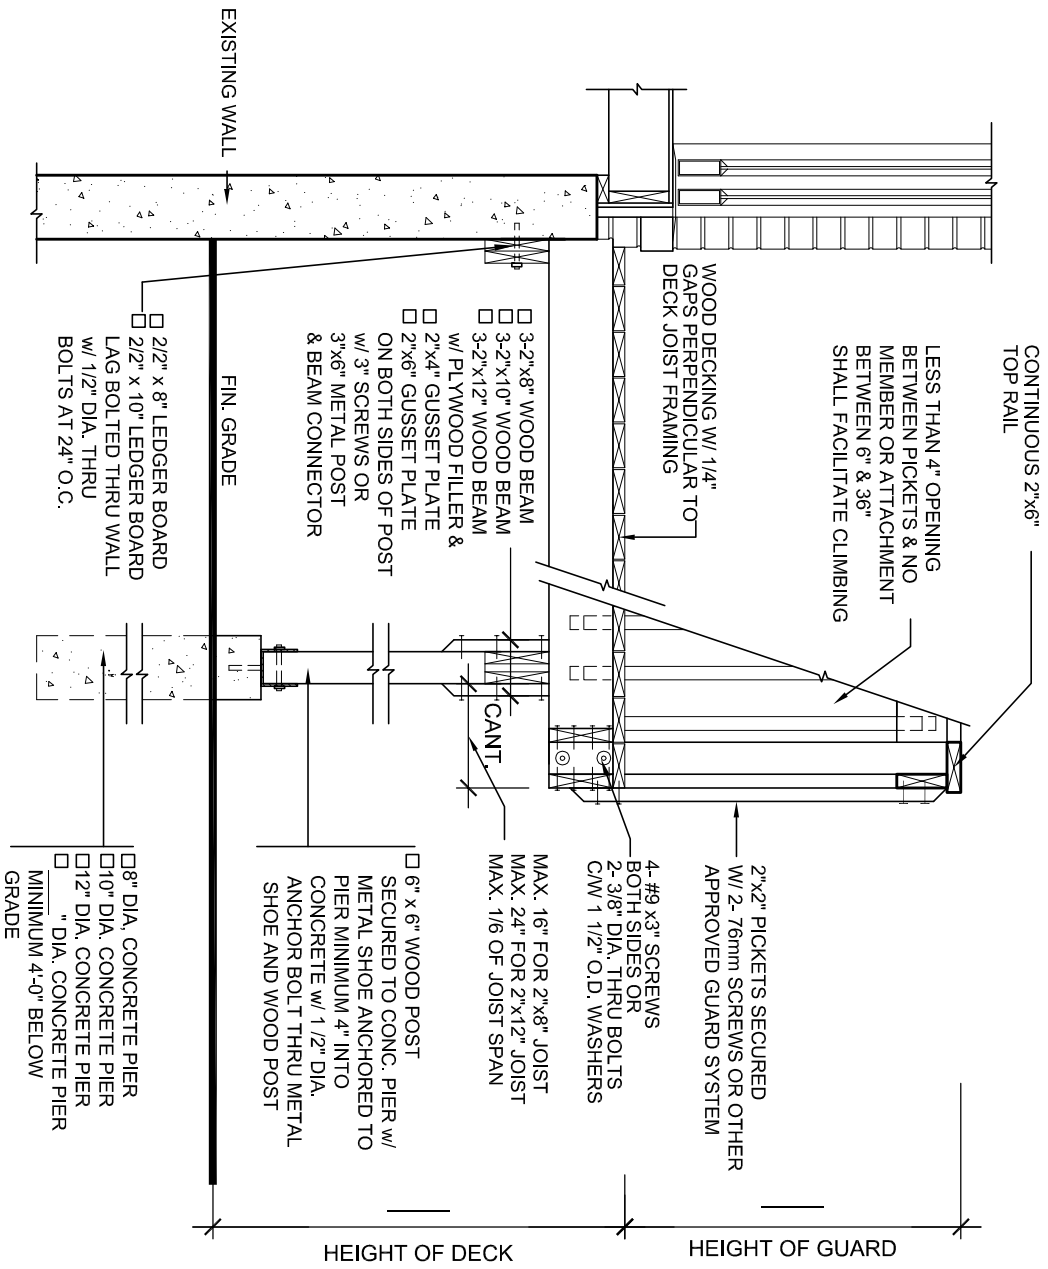 CONTINUOUS 2"x6"
TOP RAIL
LESS THAN 4" OPENING
BETWEEN PICKETS & NO
MEMBER OR ATTACHMENT
BETWEEN 6" & 36"
SHALL FACILITATE CLIMBING
WOOD DECKING W/ 1/4"
GAPS PERPENDICULAR TO
DECK JOIST FRAMING
□ 3-2"x8" WOOD BEAM
□ 3-2"x10" WOOD BEAM
□ 3-2"x12" WOOD BEAM
w/ PLYWOOD FILLER &
□ 2"x4" GUSSET PLATE
□ 2"x6" GUSSET PLATE
ON BOTH SIDES OF POST
w/ 3" SCREWS OR
3"x6" METAL POST
& BEAM CONNECTOR
EXISTING WALL
FIN. GRADE
□ 2/2" x 8" LEDGER BOARD
□ 2/2" x 10" LEDGER BOARD
LAG BOLTED THRU WALL
w/ 1/2" DIA. THRU
BOLTS AT 24" O.C.
2"x2" PICKETS SECURED
W/ 2- 76mm SCREWS OR OTHER
APPROVED GUARD SYSTEM
4- #9 x3" SCREWS
BOTH SIDES OR
2- 3/8" DIA. THRU BOLTS
C/W 1 1/2" O.D. WASHERS
CANT.
MAX. 16" FOR 2"x8" JOIST
MAX. 24" FOR 2"x12" JOIST
MAX. 1/6 OF JOIST SPAN
□ 6" x 6" WOOD POST
SECURED TO CONC. PIER w/
METAL SHOE ANCHORED TO
PIER MINIMUM 4" INTO
CONCRETE w/ 1 /2" DIA.
ANCHOR BOLT THRU METAL
SHOE AND WOOD POST
□8" DIA, CONCRETE PIER
□10" DIA. CONCRETE PIER
□12" DIA. CONCRETE PIER
□ ____ " DIA. CONCRETE PIER
MINIMUM 4'-0" BELOW
GRADE
HEIGHT OF DECK
HEIGHT OF GUARD